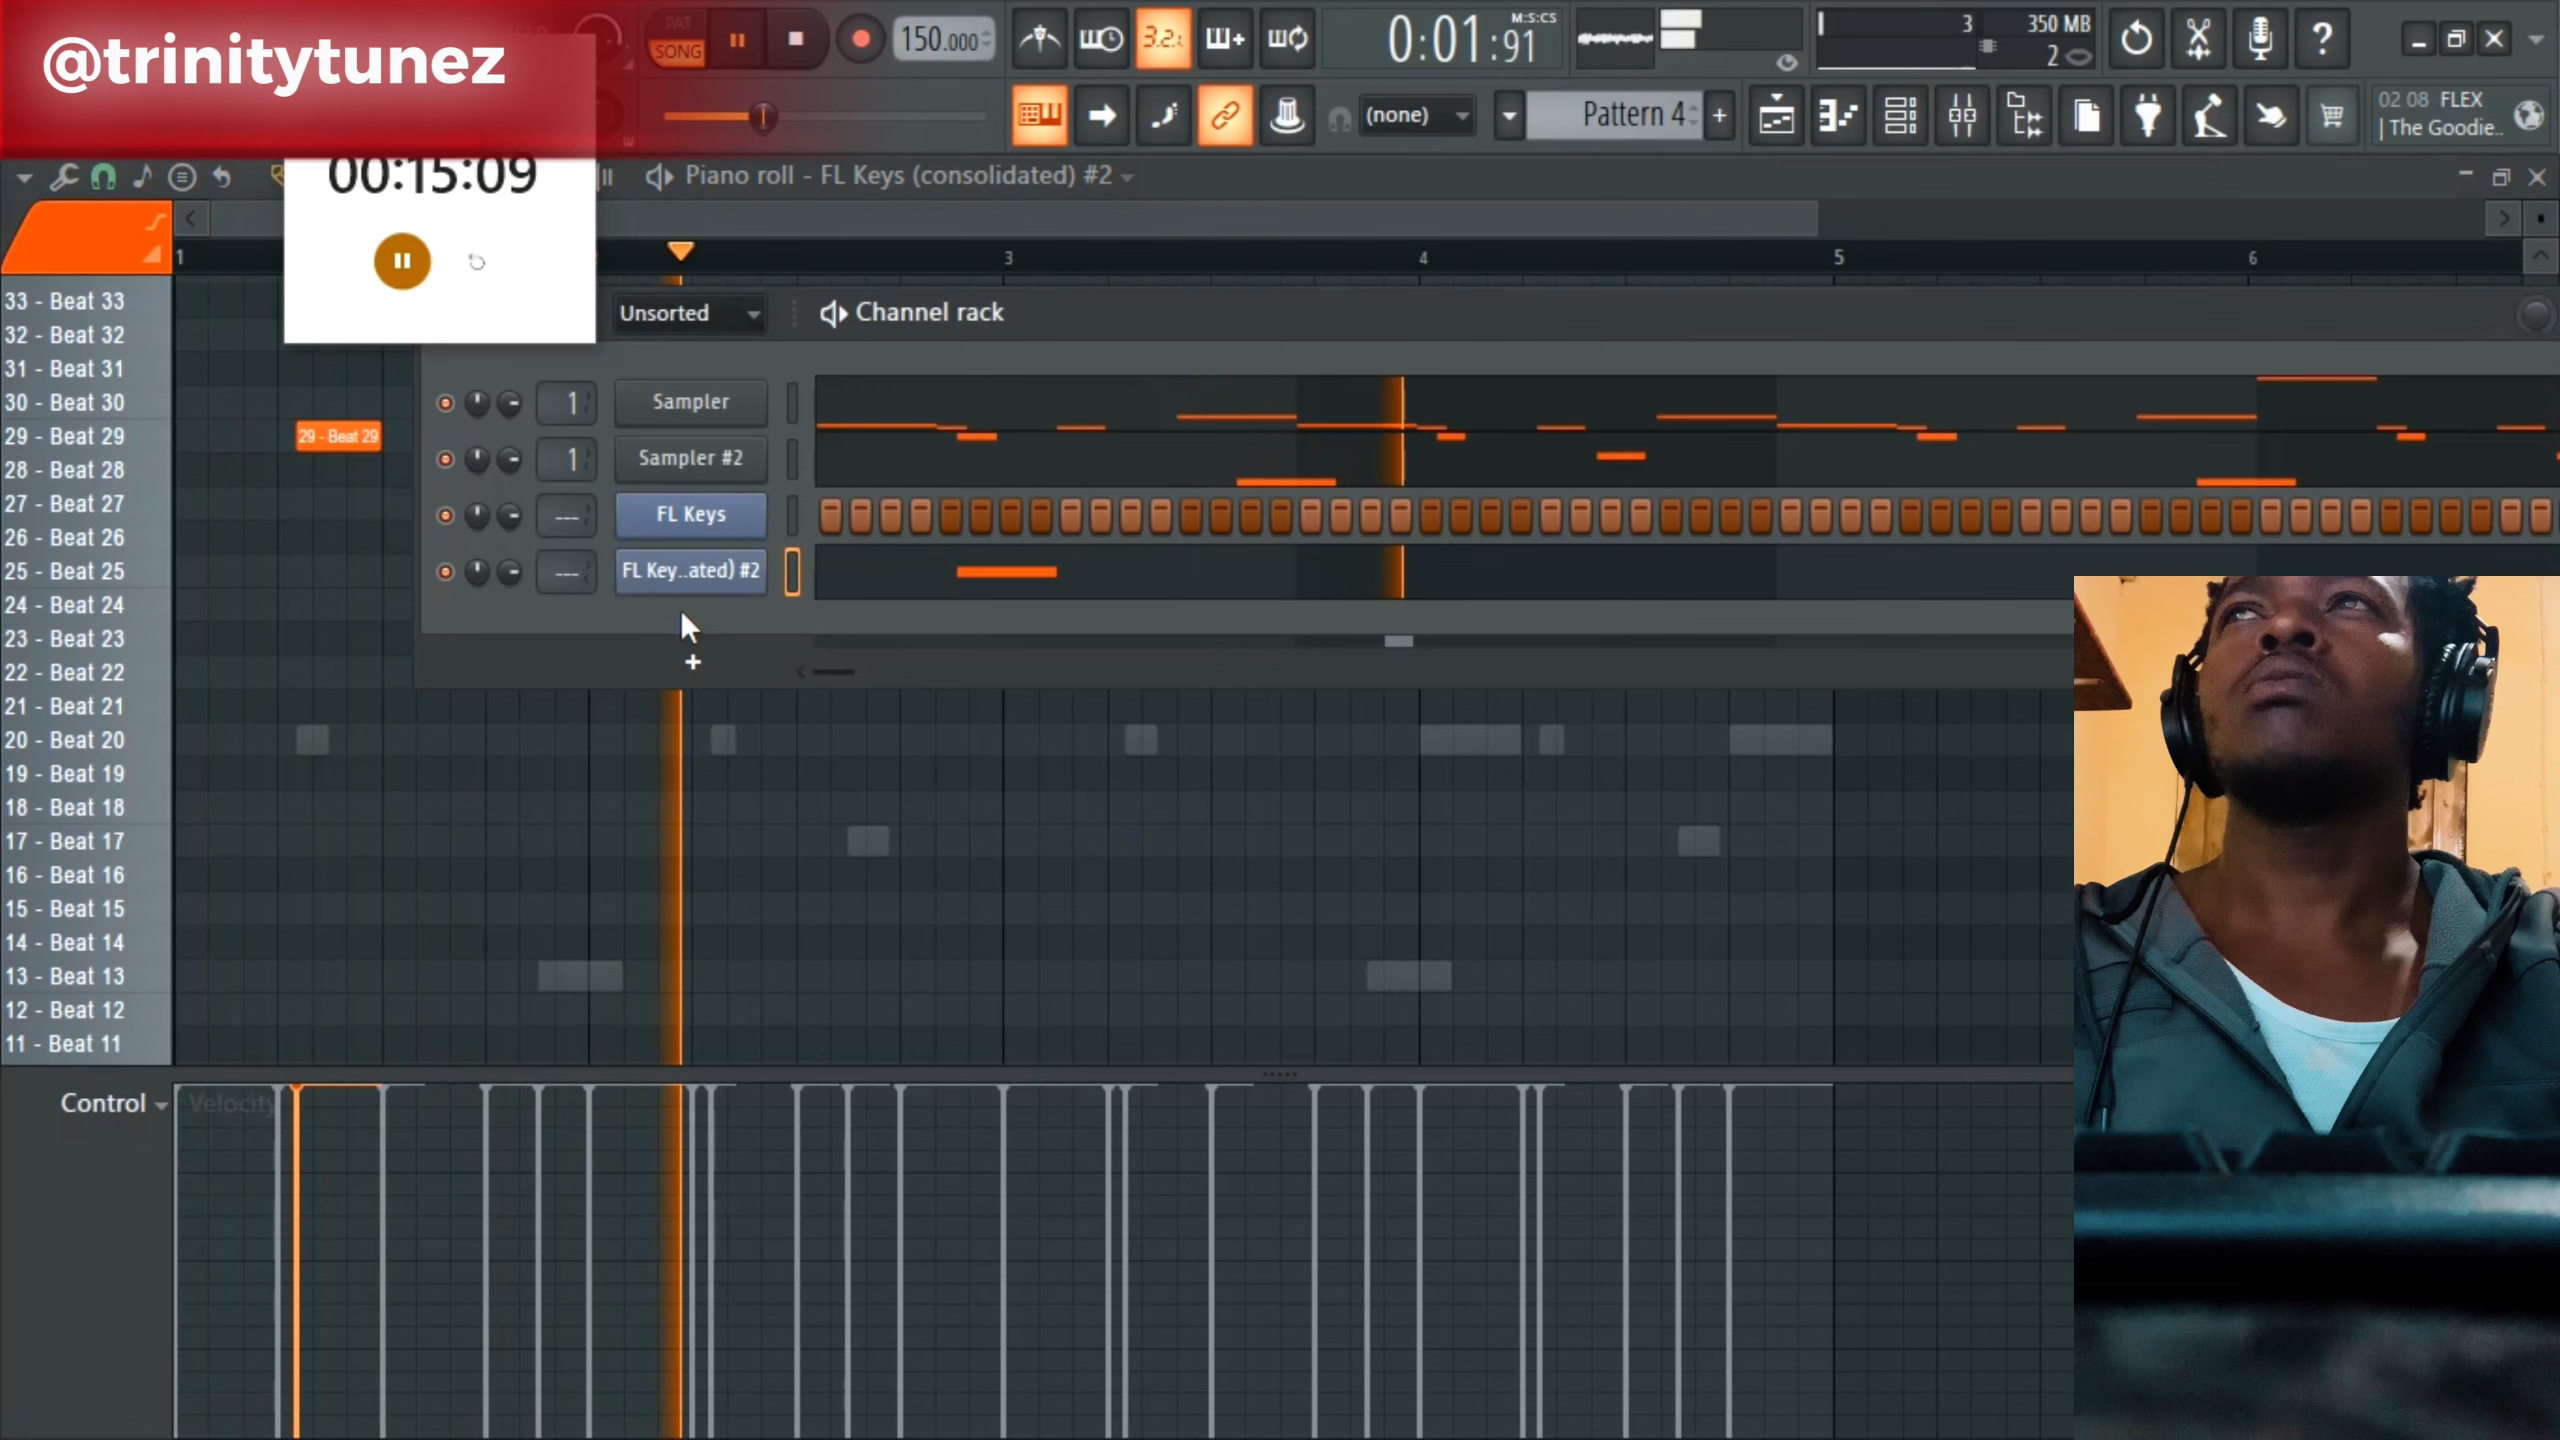 @trinitytunez
PAT
SONG
150.000
3.2.
0:01:91
M:S:CS
3
350 MB
2
?
(none)
Pattern 4
+
02 08 FLEX
| The Goodie..
00:15:09
Piano roll - FL Keys (consolidated) #2
1
3
4
5
6
Unsorted
Channel rack
33 - Beat 33
32 - Beat 32
31 - Beat 31
30 - Beat 30
29 - Beat 29
28 - Beat 28
27 - Beat 27
26 - Beat 26
25 - Beat 25
24 - Beat 24
23 - Beat 23
22 - Beat 22
21 - Beat 21
20 - Beat 20
19 - Beat 19
18 - Beat 18
17 - Beat 17
16 - Beat 16
15 - Beat 15
14 - Beat 14
13 - Beat 13
12 - Beat 12
11 - Beat 11
29 - Beat 29
1 Sampler
1 Sampler #2
--- FL Keys
--- FL Key..ated) #2
Control
Velocity